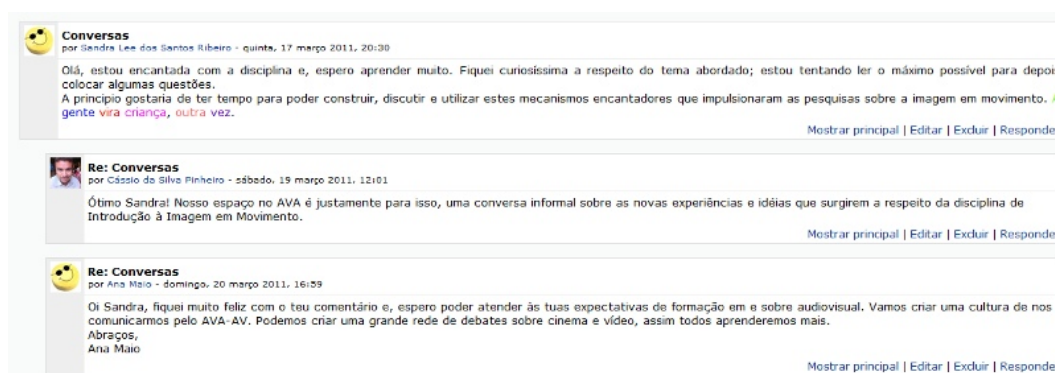 Conversas
por Sandra Lee dos Santos Ribeiro - quinta, 17 março 2011, 20:30
Olá, estou encantada com a disciplina e, espero aprender muito. Fiquei curiosíssima a respeito do tema abordado; estou tentando ler o máximo possível para depoi
colocar algumas questões.
A principio gostaria de ter tempo para poder construir, discutir e utilizar estes mecanismos encantadores que impulsionaram as pesquisas sobre a imagem em movimento. A
gente vira criança, outra vez.
Mostrar principal | Editar | Excluir | Responde
Re: Conversas
por Cássio da Silva Pinheiro - sábado, 19 março 2011, 12:01
Ótimo Sandra! Nosso espaço no AVA é justamente para isso, uma conversa informal sobre as novas experiências e idéias que surgirem a respeito da disciplina de
Introdução à Imagem em Movimento.
Mostrar principal | Editar | Excluir | Responde
Re: Conversas
por Ana Maio - domingo, 20 março 2011, 16:59
Oi Sandra, fiquei muito feliz com o teu comentário e, espero poder atender às tuas expectativas de formação em e sobre audiovisual. Vamos criar uma cultura de nos
comunicarmos pelo AVA-AV. Podemos criar uma grande rede de debates sobre cinema e vídeo, assim todos aprenderemos mais.
Abraços,
Ana Maio
Mostrar principal | Editar | Excluir | Responde